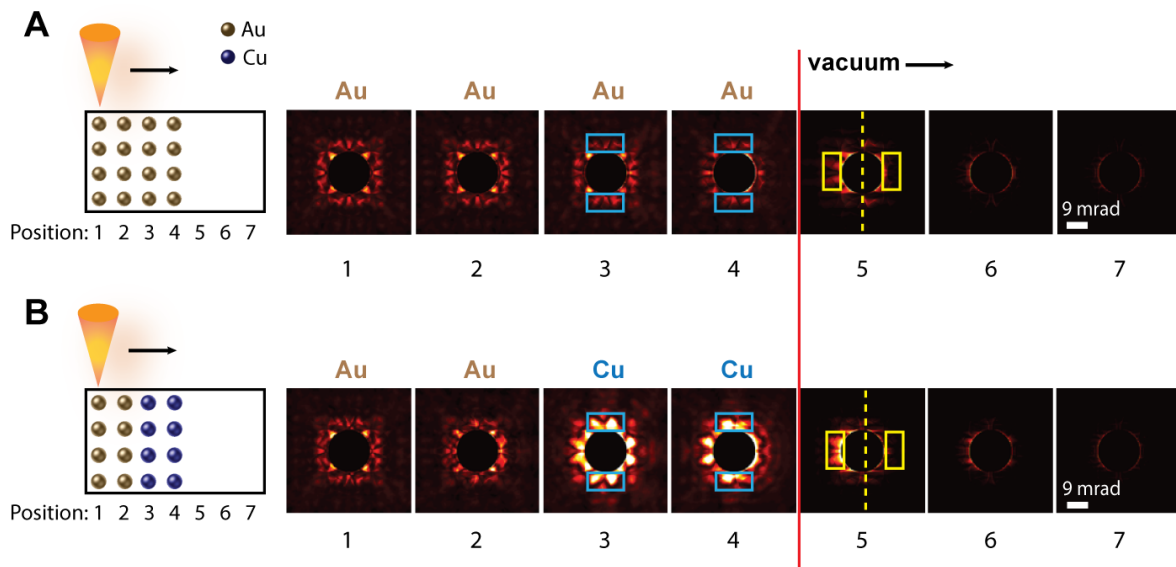 A
Au
Cu
vacuum
Au Au Au Au
9 mrad
Position: 1 2 3 4 5 6 7
1 2 3 4 5 6 7
B
Au Au Cu Cu
9 mrad
Position: 1 2 3 4 5 6 7
1 2 3 4 5 6 7